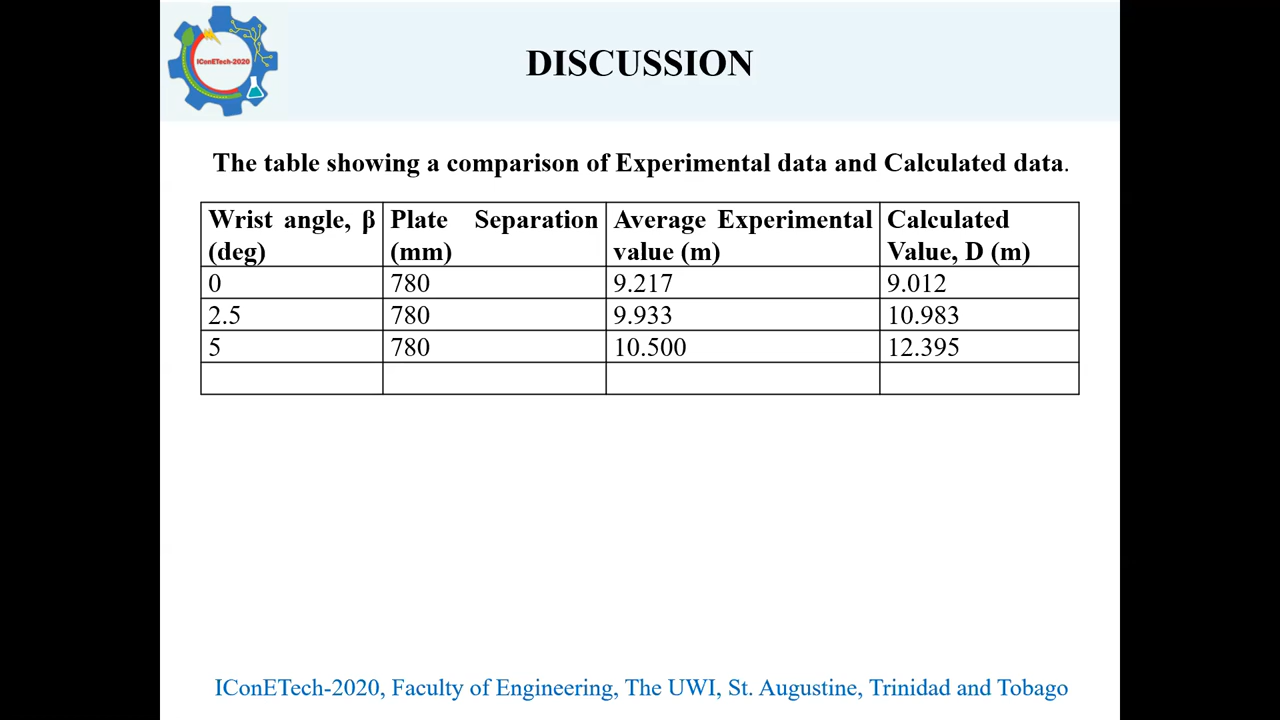 IConETech-2020
DISCUSSION
The table showing a comparison of Experimental data and Calculated data.
Wrist angle, β (deg) Plate Separation (mm) Average Experimental value (m) Calculated Value, D (m)
0 780 9.217 9.012
2.5 780 9.933 10.983
5 780 10.500 12.395
IConETech-2020, Faculty of Engineering, The UWI, St. Augustine, Trinidad and Tobago